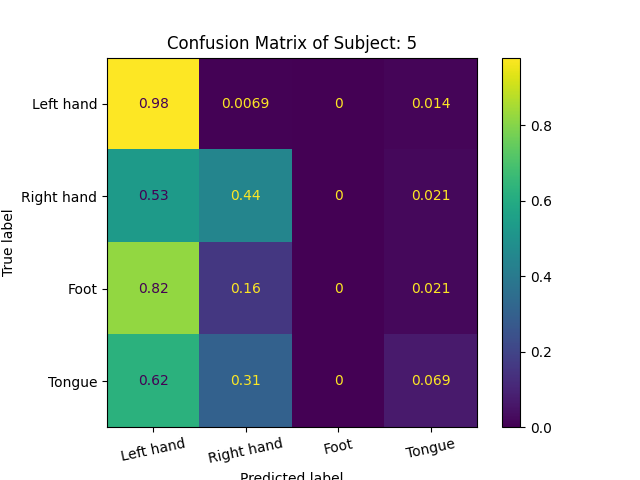 Confusion Matrix of Subject: 5
True label
Left hand 0.98 0.0069 0 0.014
Right hand 0.53 0.44 0 0.021
Foot 0.82 0.16 0 0.021
Tongue 0.62 0.31 0 0.069
Left hand Right hand Foot Tongue
Predicted label
0.8
0.6
0.4
0.2
0.0